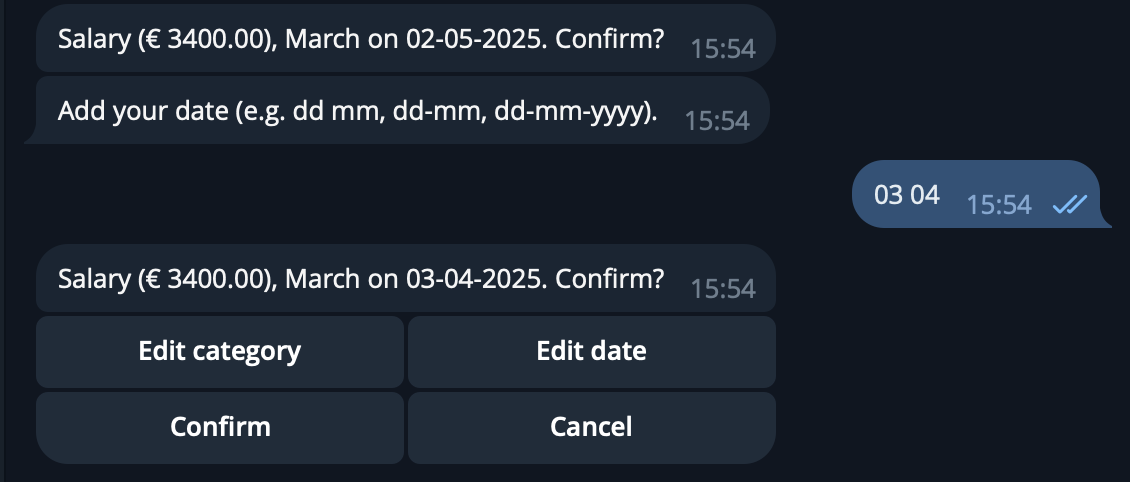 Salary (€ 3400.00), March on 02-05-2025. Confirm? 15:54
Add your date (e.g. dd mm, dd-mm, dd-mm-yyyy). 15:54
03 04 15:54
Salary (€ 3400.00), March on 03-04-2025. Confirm? 15:54
Edit category Edit date
Confirm Cancel